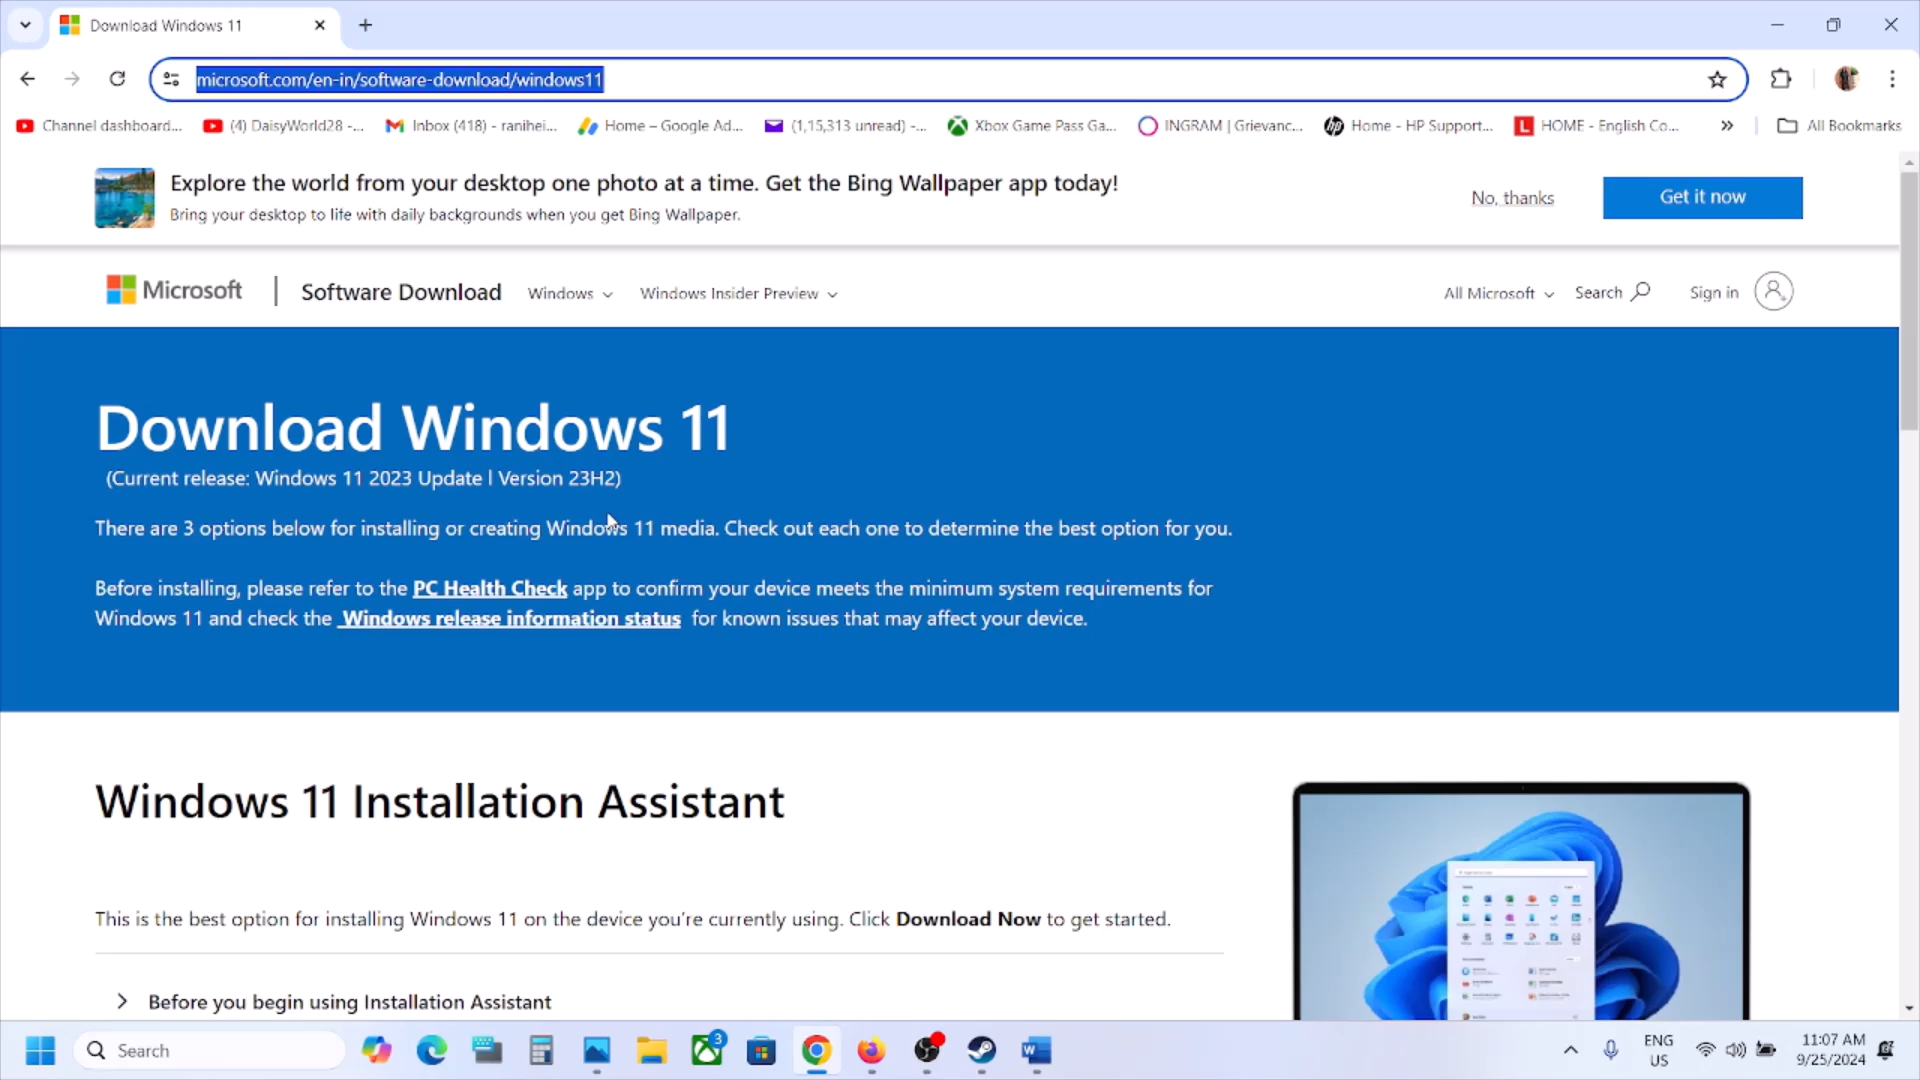 Download Windows 11
microsoft.com/en-in/software-download/windows11
Channel dashboard...
(4) DaisyWorld28 -...
Inbox (418) - ranihei...
Home – Google Ad...
(1,15,313 unread) -...
Xbox Game Pass Ga...
INGRAM | Grievanc...
Home - HP Support...
HOME - English Co...
All Bookmarks
Explore the world from your desktop one photo at a time. Get the Bing Wallpaper app today!
Bring your desktop to life with daily backgrounds when you get Bing Wallpaper.
No, thanks
Get it now
Microsoft
Software Download
Windows
Windows Insider Preview
All Microsoft
Search
Sign in
Download Windows 11
(Current release: Windows 11 2023 Update l Version 23H2)
There are 3 options below for installing or creating Windows 11 media. Check out each one to determine the best option for you.
Before installing, please refer to the PC Health Check app to confirm your device meets the minimum system requirements for
Windows 11 and check the Windows release information status for known issues that may affect your device.
Windows 11 Installation Assistant
This is the best option for installing Windows 11 on the device you’re currently using. Click Download Now to get started.
Before you begin using Installation Assistant
Search
3
ENG
US
11:07 AM
9/25/2024